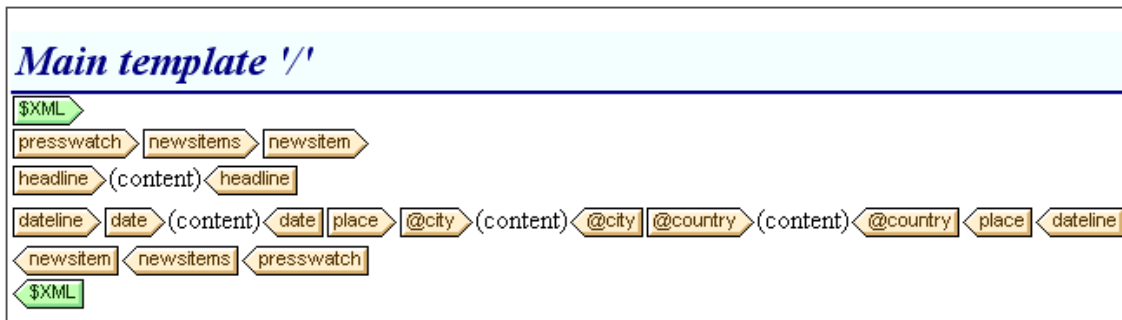 Main template '/'
$XML
presswatch newsitems newsitem
headline (content) headline
dateline date (content) date place @city (content) @city @country (content) @country place dateline
newsitem newsitems presswatch
$XML